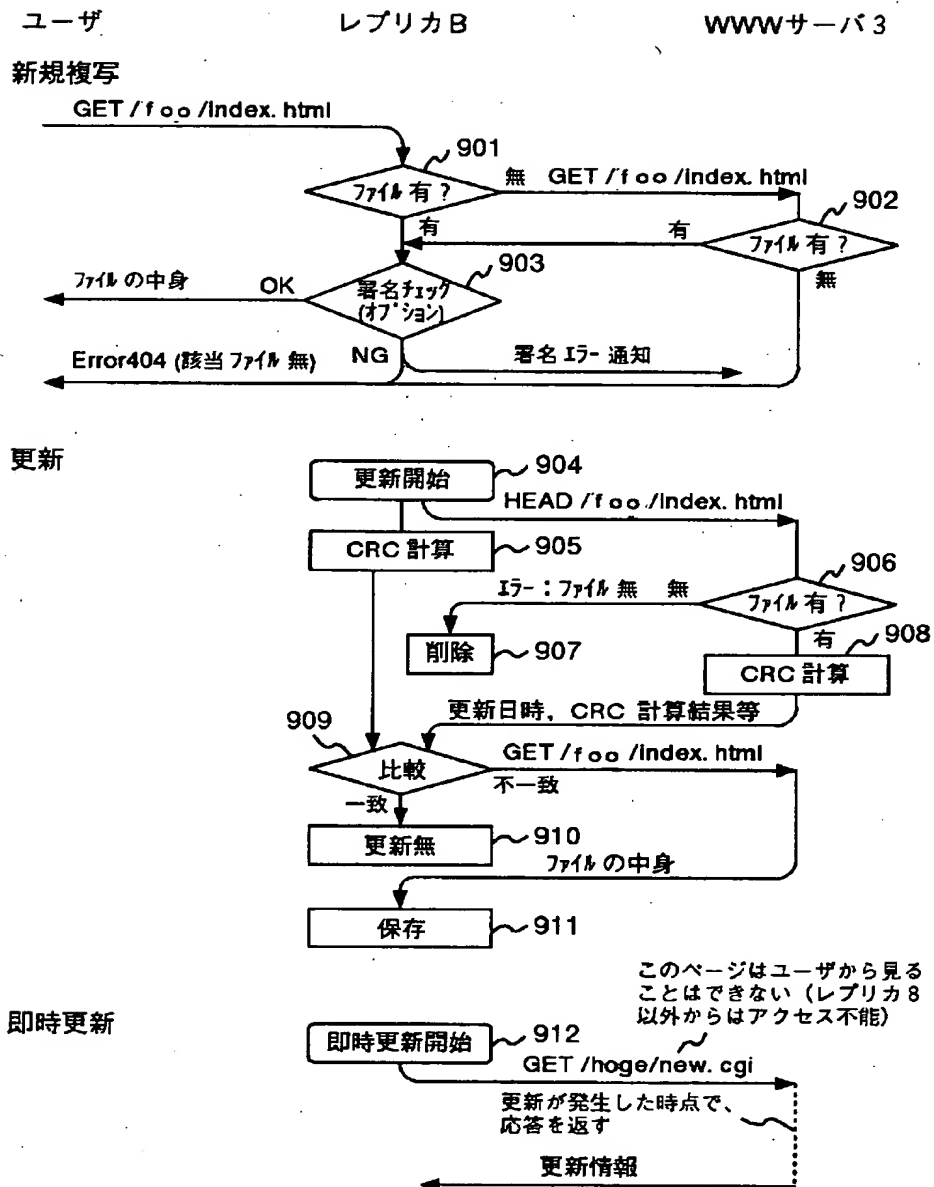 ユーザ レプリカB WWWサーバ3
新規複写
GET /foo/index.html
901
ファイル有?
無 GET /foo/index.html
902
ファイル有?
有
有
無
903
署名チェック
(オプション)
OK
ファイルの中身
NG
Error404 (該当ファイル無)
署名エラー通知
更新
更新開始
904
HEAD /foo/index.html
CRC 計算
905
906
エラー:ファイル無 無
ファイル有?
有
908
削除
907
CRC 計算
更新日時, CRC 計算結果等
909
比較
GET /foo/index.html
不一致
一致
更新無
910
ファイルの中身
保存
911
このページはユーザから見る
ことはできない(レプリカ8
以外からはアクセス不能)
即時更新
即時更新開始
912
GET /hoge/new.cgi
更新が発生した時点で、
応答を返す
更新情報